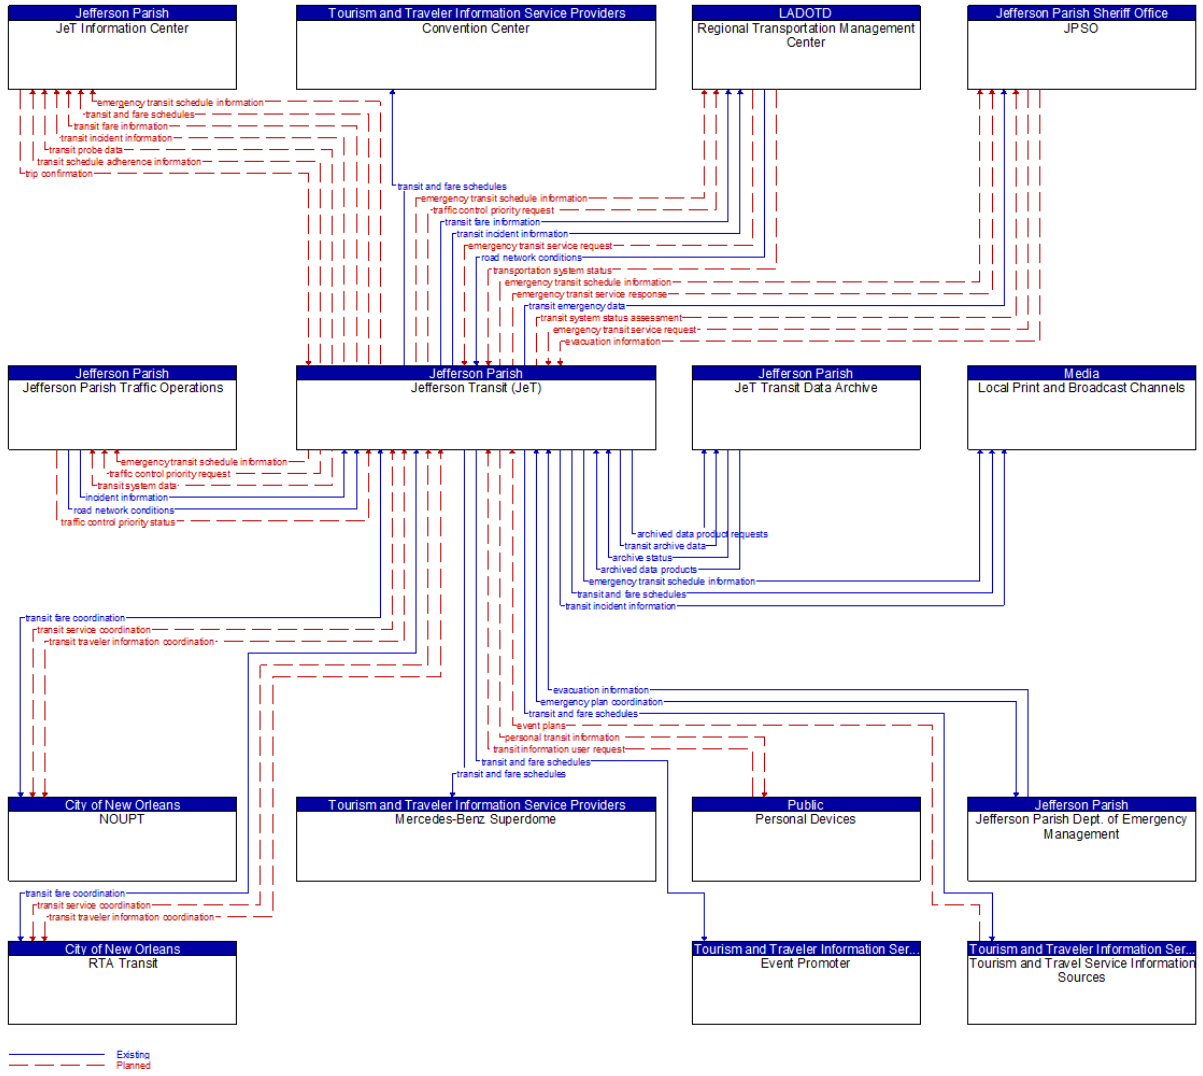 Jefferson Parish
JeT Information Center
Tourism and Traveler Information Service Providers
Convention Center
LADOTD
Regional Transportation Management
Center
Jefferson Parish Sheriff Office
JPSO
emergency transit schedule information
transit and fare schedules
transit fare information
transit incident information
transit probe data
transit schedule adherence information
trip confirmation
transit and fare schedules
emergency transit schedule information
traffic control priority request
transit fare information
transit incident information
emergency transit service request
road network conditions
transportation system status
emergency transit schedule information
emergency transit service response
transit emergency data
transit system status assessment
emergency transit service request
evacuation information
Jefferson Parish
Jefferson Parish Traffic Operations
Jefferson Parish
Jefferson Transit (JeT)
Jefferson Parish
JeT Transit Data Archive
Media
Local Print and Broadcast Channels
emergency transit schedule information
traffic control priority request
transit system data
incident information
road network conditions
traffic control priority status
archived data product requests
transit archive data
archive status
archived data products
emergency transit schedule information
transit and fare schedules
transit incident information
transit fare coordination
transit service coordination
transit traveler information coordination
evacuation information
emergency plan coordination
transit and fare schedules
event plans
personal transit information
transit information user request
transit and fare schedules
transit and fare schedules
City of New Orleans
NOUPT
Tourism and Traveler Information Service Providers
Mercedes-Benz Superdome
Public
Personal Devices
Jefferson Parish
Jefferson Parish Dept. of Emergency
Management
transit fare coordination
transit service coordination
transit traveler information coordination
City of New Orleans
RTA Transit
Tourism and Traveler Information Ser...
Event Promoter
Tourism and Traveler Information Ser...
Tourism and Travel Service Information
Sources
Existing
Planned